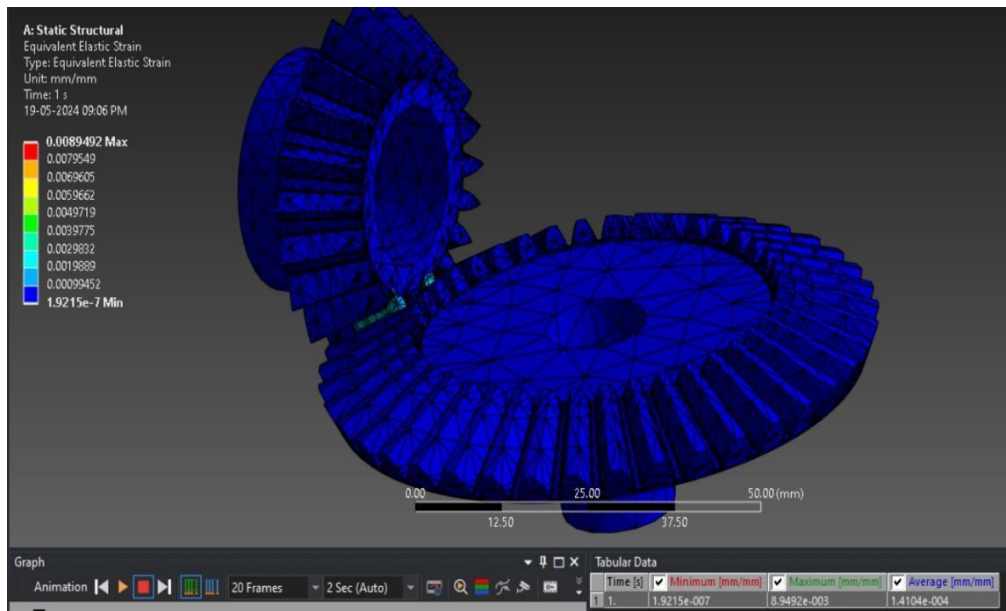 A: Static Structural
Equivalent Elastic Strain
Type: Equivalent Elastic Strain
Unit: mm/mm
Time: 1 s
19-05-2024 09:06 PM
0.0089492 Max
0.0079549
0.0069605
0.0059662
0.0049719
0.0039775
0.0029832
0.0019889
0.00099452
1.9215e-7 Min
0.00 25.00 50.00 (mm)
12.50 37.50
Graph
Animation 20 Frames 2 Sec (Auto)
Tabular Data
Time [s] Minimum [mm/mm] Maximum [mm/mm] Average [mm/mm]
1 1. 1.9215e-007 8.9492e-003 1.4104e-004